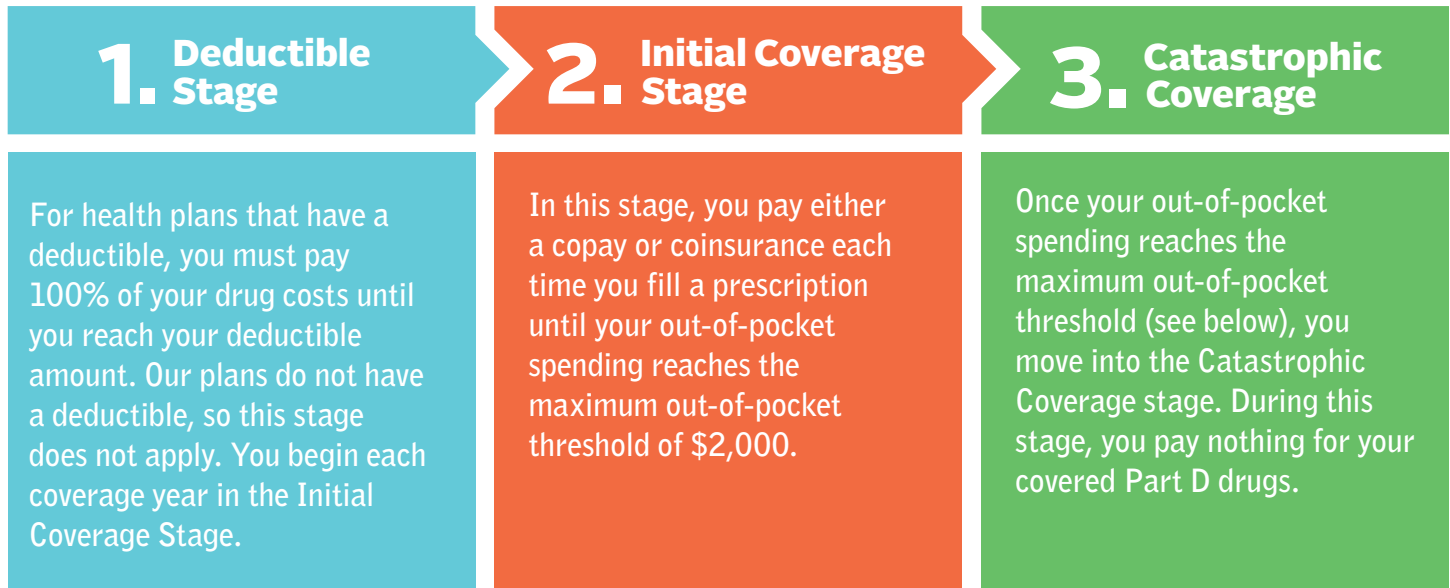 1. Deductible
Stage
For health plans that have a
deductible, you must pay
100% of your drug costs until
you reach your deductible
amount. Our plans do not have
a deductible, so this stage
does not apply. You begin each
coverage year in the Initial
Coverage Stage.
2. Initial Coverage
Stage
In this stage, you pay either
a copay or coinsurance each
time you fill a prescription
until your out-of-pocket
spending reaches the
maximum out-of-pocket
threshold of $2,000.
3. Catastrophic
Coverage
Once your out-of-pocket
spending reaches the
maximum out-of-pocket
threshold (see below), you
move into the Catastrophic
Coverage stage. During this
stage, you pay nothing for your
covered Part D drugs.